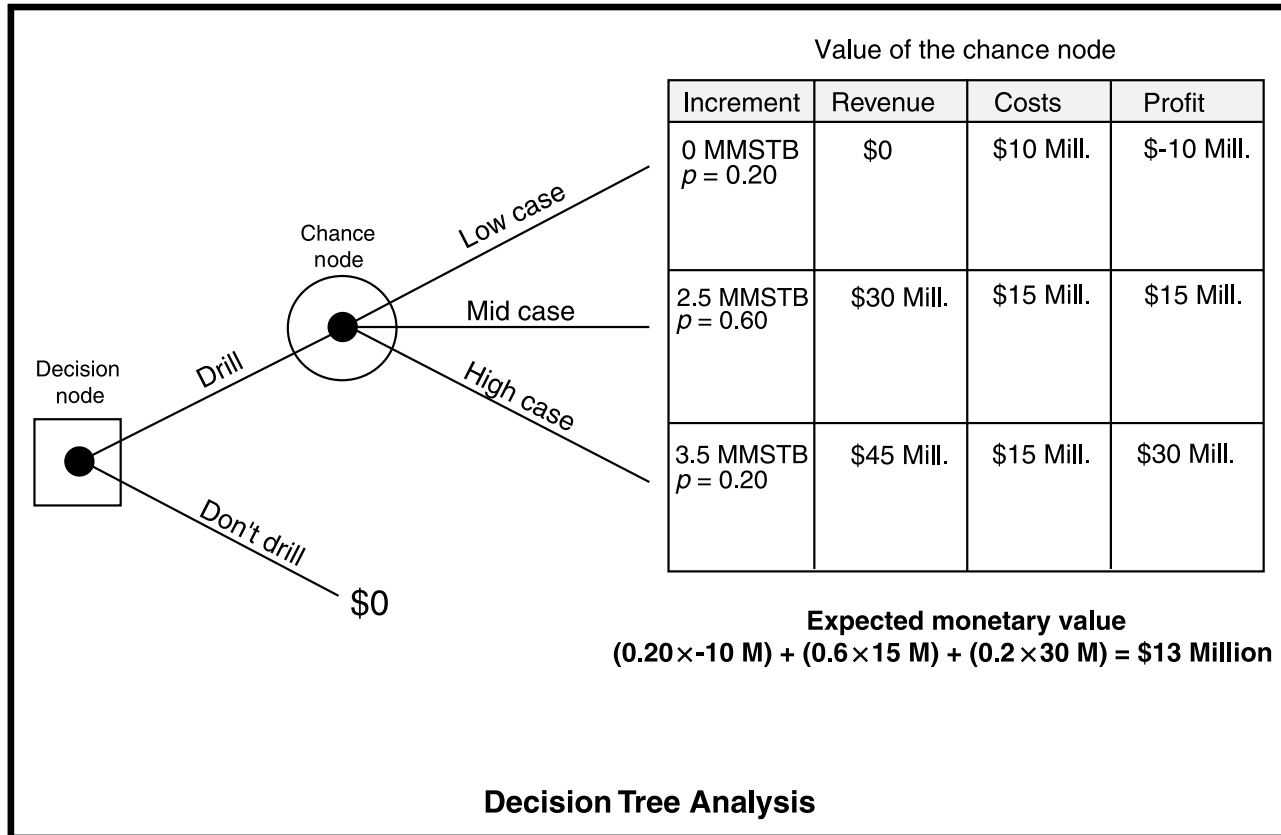 Value of the chance node
Increment Revenue Costs Profit
0 MMSTB $0 $10 Mill. $-10 Mill.
p = 0.20
2.5 MMSTB $30 Mill. $15 Mill. $15 Mill.
p = 0.60
3.5 MMSTB $45 Mill. $15 Mill. $30 Mill.
p = 0.20
Low case
Chance
node
Mid case
High case
Drill
Decision
node
Don't drill
$0
Expected monetary value
(0.20×-10 M) + (0.6×15 M) + (0.2×30 M) = $13 Million
Decision Tree Analysis